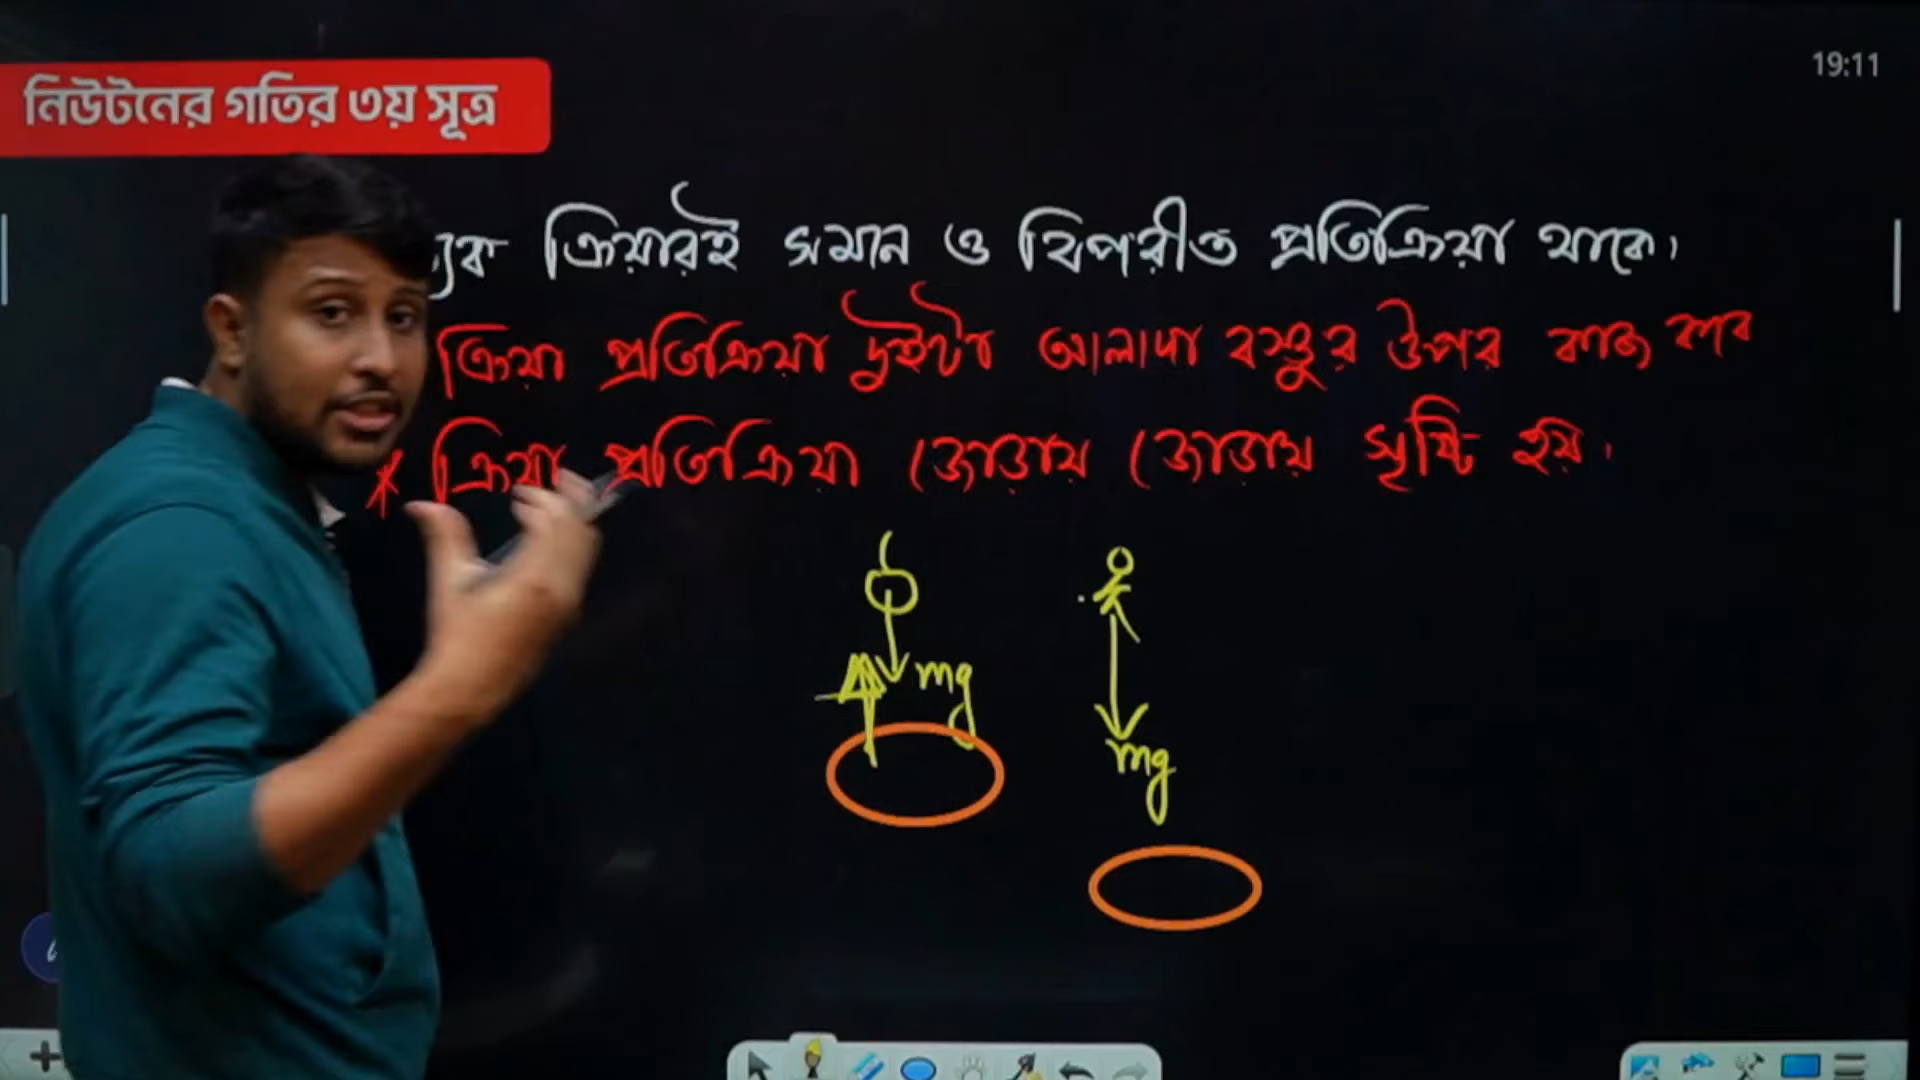 19:11
নিউটনের গতির ৩য় সূত্র
ক্রিয়ারই সমান ও বিপরীত প্রতিক্রিয়া থাকে।
ক্রিয়া প্রতিক্রিয়া দুইটা আলাদা বস্তুর উপর কাজ করে
* ক্রিয়া প্রতিক্রিয়া জোড়ায় জোড়ায় সৃষ্টি হয়।
mg
mg